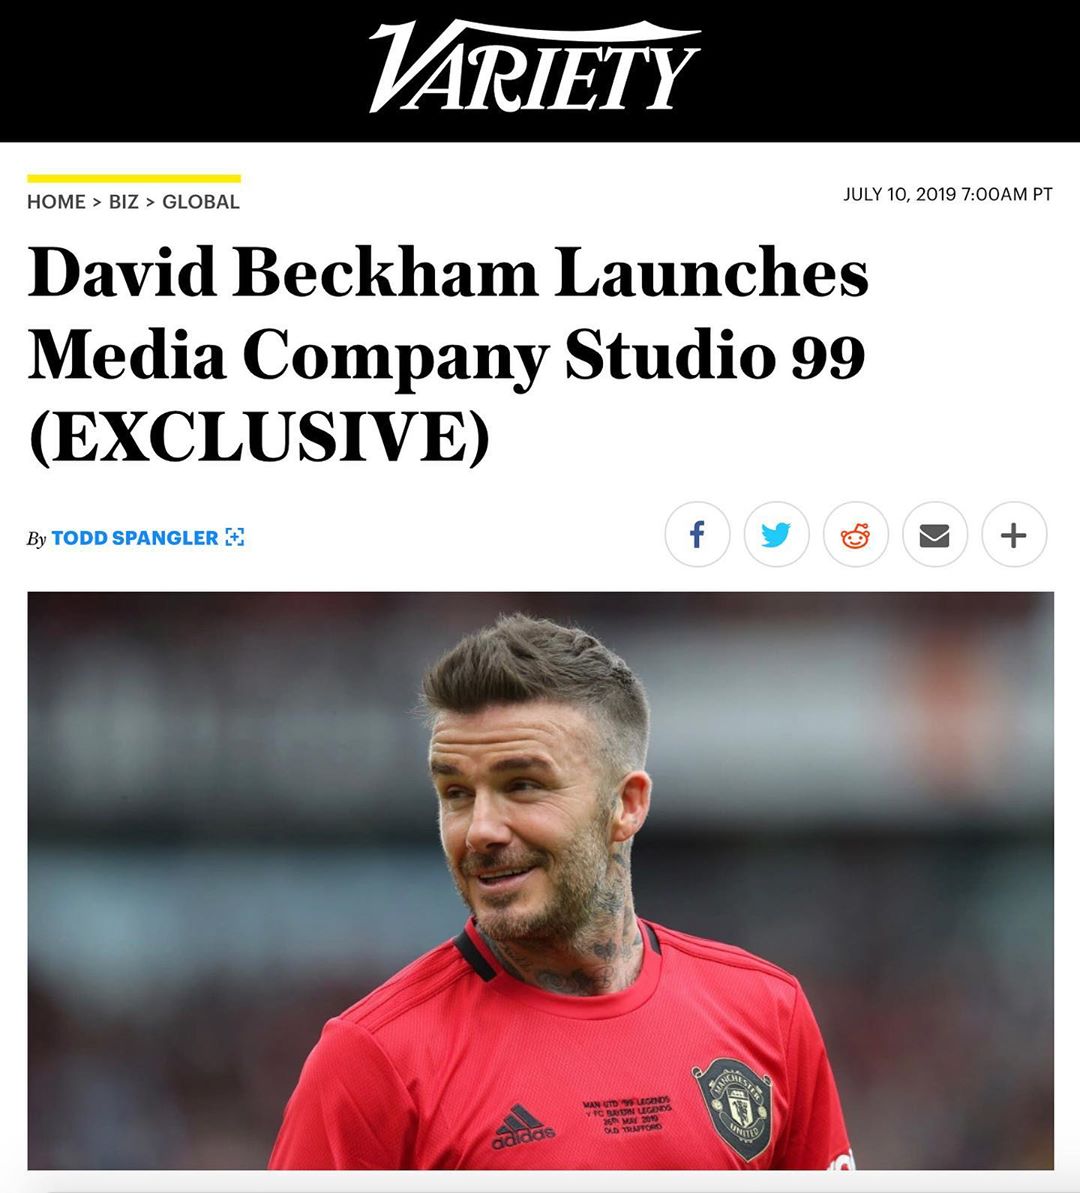 VARIETY
HOME > BIZ > GLOBAL
JULY 10, 2019 7:00AM PT
David Beckham Launches
Media Company Studio 99
(EXCLUSIVE)
By TODD SPANGLER
adidas
MAN UTD '99 LEGENDS
V FC BAYERN LEGENDS
26TH MAY 2019
OLD TRAFFORD
MANCHESTER
UNITED